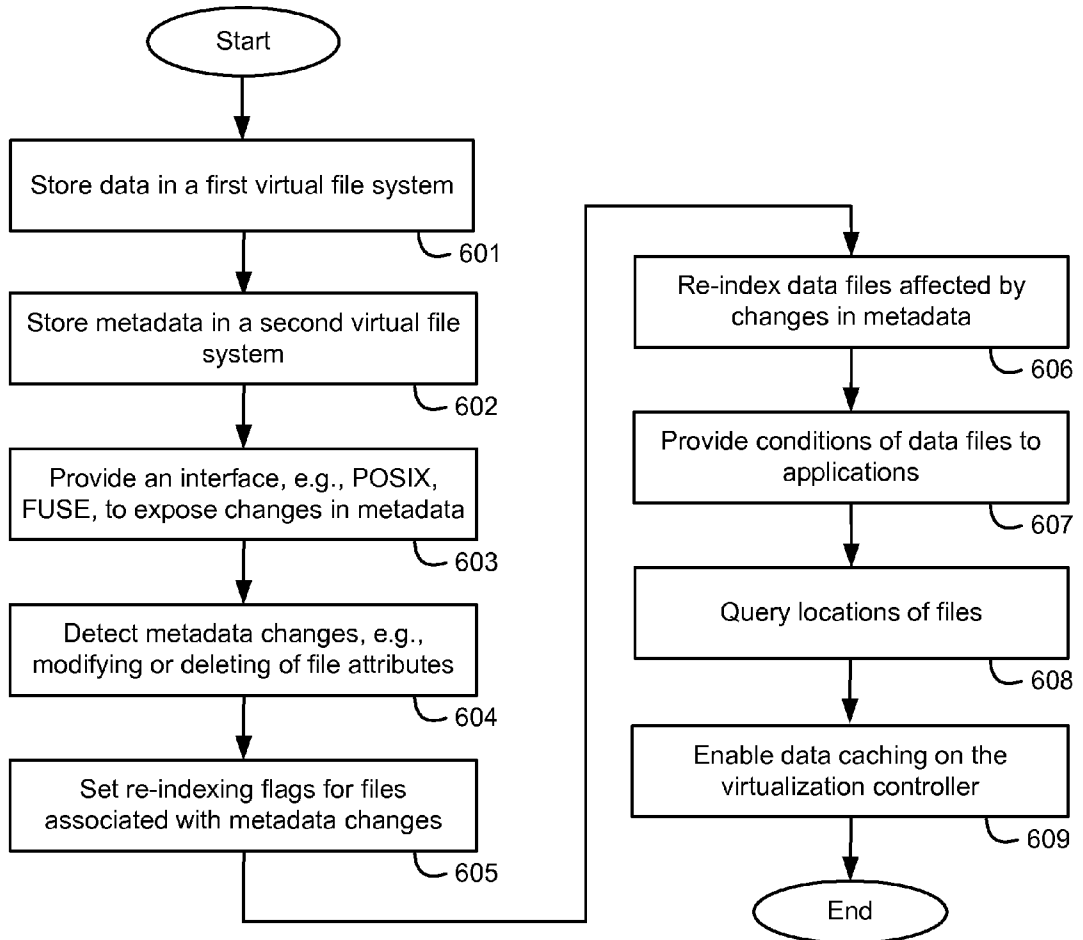 Start
Store data in a first virtual file system
601
Store metadata in a second virtual file
system
602
Provide an interface, e.g., POSIX,
FUSE, to expose changes in metadata
603
Detect metadata changes, e.g.,
modifying or deleting of file attributes
604
Set re-indexing flags for files
associated with metadata changes
605
Re-index data files affected by
changes in metadata
606
Provide conditions of data files to
applications
607
Query locations of files
608
Enable data caching on the
virtualization controller
609
End